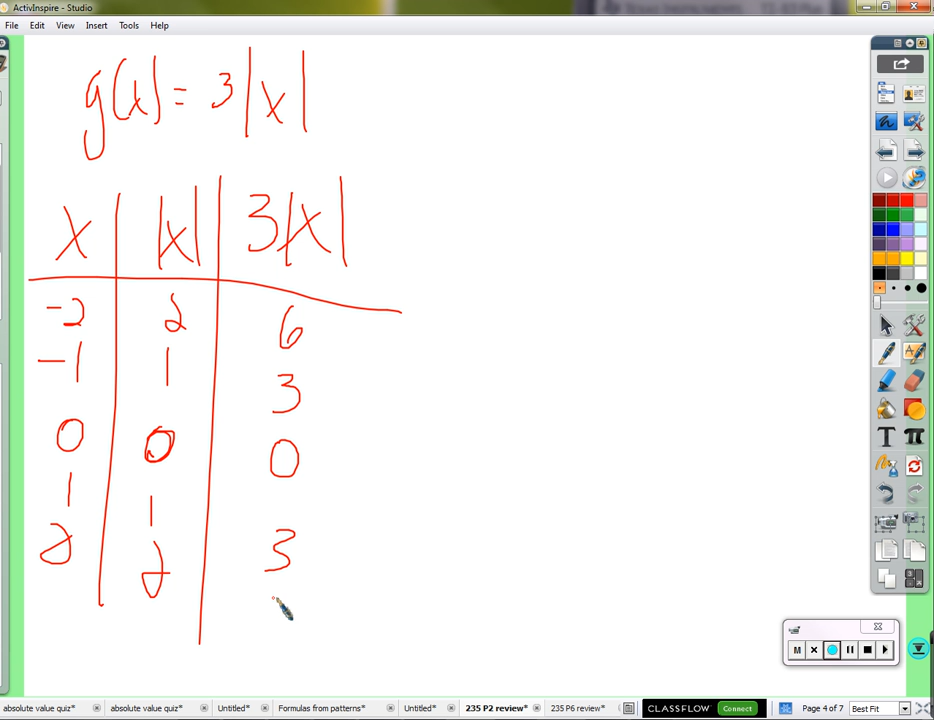 ActivInspire - Studio
File Edit View Insert Tools Help
g(x) = 3|x|
x |x| 3|x|
-2 2 6
-1 1 3
0 0 0
1 1 3
2 2
T π
M
absolute value quiz* absolute value quiz* Untitled* Formulas from patterns* Untitled* 235 P2 review* 235 P6 review* CLASSFLOW Connect Page 4 of 7 Best Fit